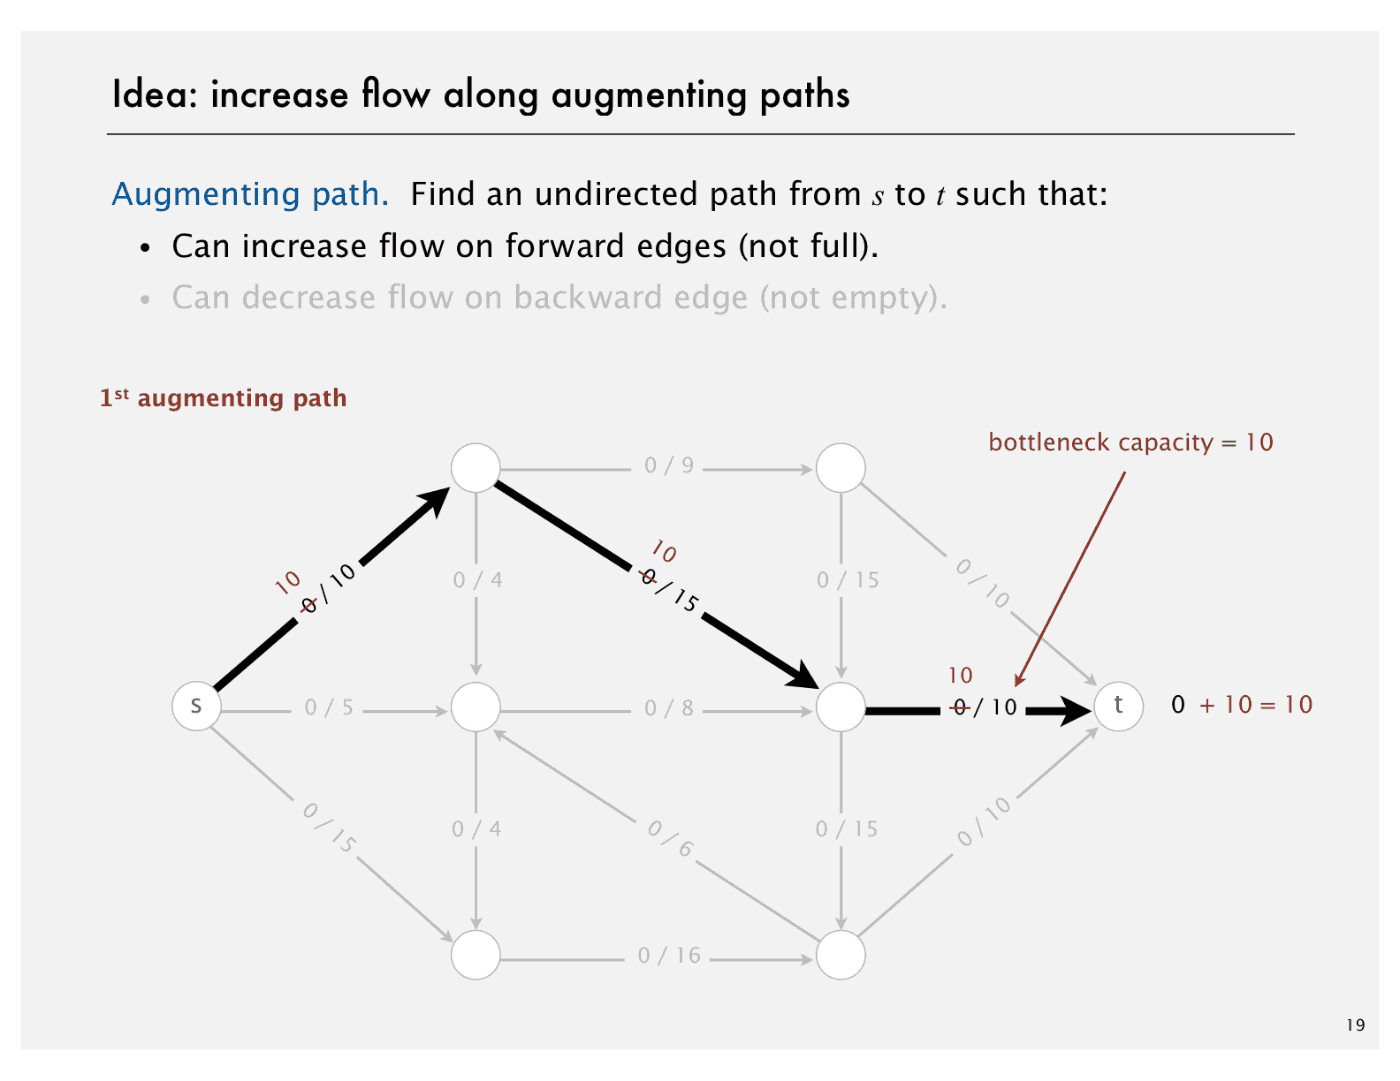 Idea: increase flow along augmenting paths
Augmenting path. Find an undirected path from s to t such that:
• Can increase flow on forward edges (not full).
• Can decrease flow on backward edge (not empty).
1st augmenting path
bottleneck capacity = 10
0 / 9
10
0 / 10
0 / 4
10
0 / 15
0 / 15
0 / 10
s
0 / 5
0 / 8
10
0 / 10
t
0 + 10 = 10
0 / 15
0 / 4
0 / 6
0 / 15
0 / 10
0 / 16
19